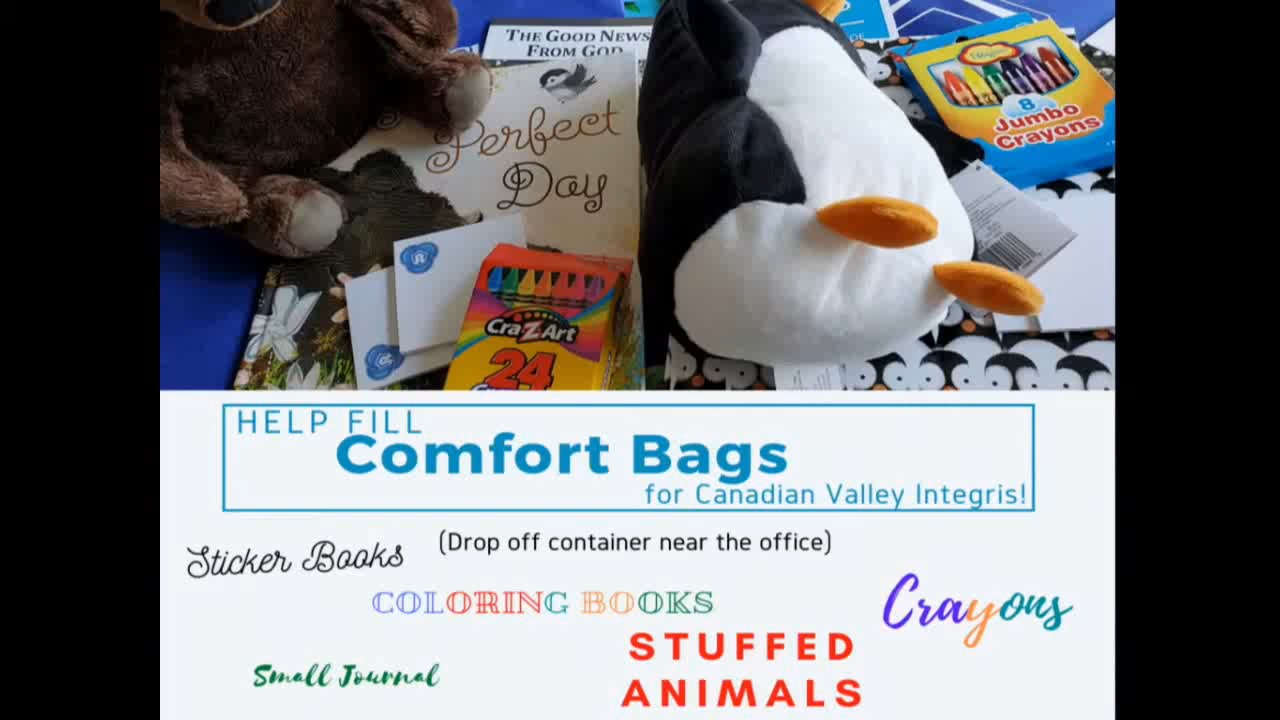 THE GOOD NEWS
FROM GOD
Perfect
Day
8
Jumbo
Crayons
Cra Z Art
24
HELP FILL
Comfort Bags
for Canadian Valley Integris!
(Drop off container near the office)
Sticker Books
COLORING BOOKS
Crayons
STUFFED
ANIMALS
Small Journal